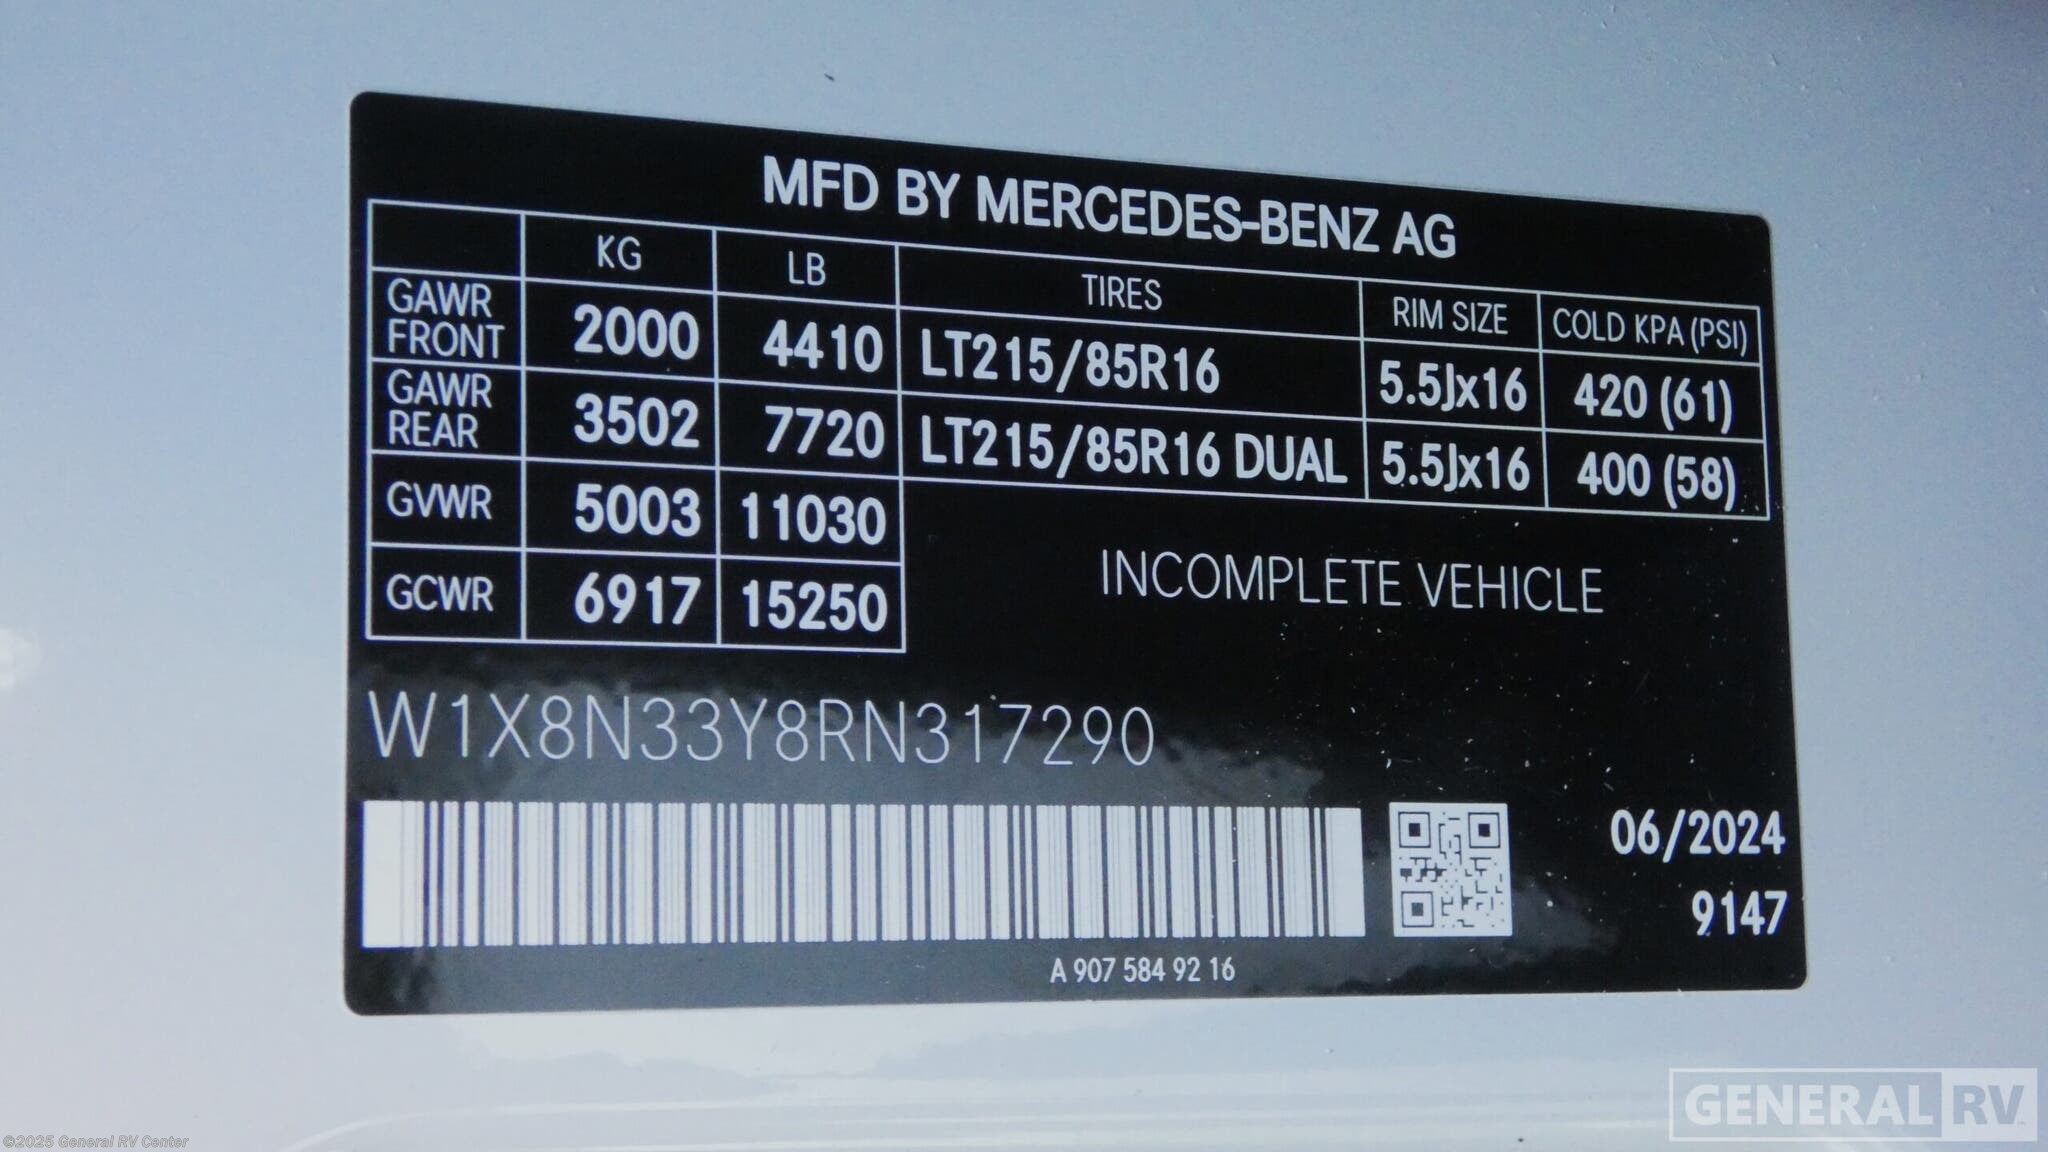 MFD BY MERCEDES-BENZ AG
KG LB TIRES RIM SIZE COLD KPA (PSI)
GAWR FRONT 2000 4410 LT215/85R16 5.5Jx16 420 (61)
GAWR REAR 3502 7720 LT215/85R16 DUAL 5.5Jx16 400 (58)
GVWR 5003 11030
GCWR 6917 15250
INCOMPLETE VEHICLE
W1X8N33Y8RN317290
06/2024
9147
A 907 584 92 16
GENERAL RV
©2025 General RV Center